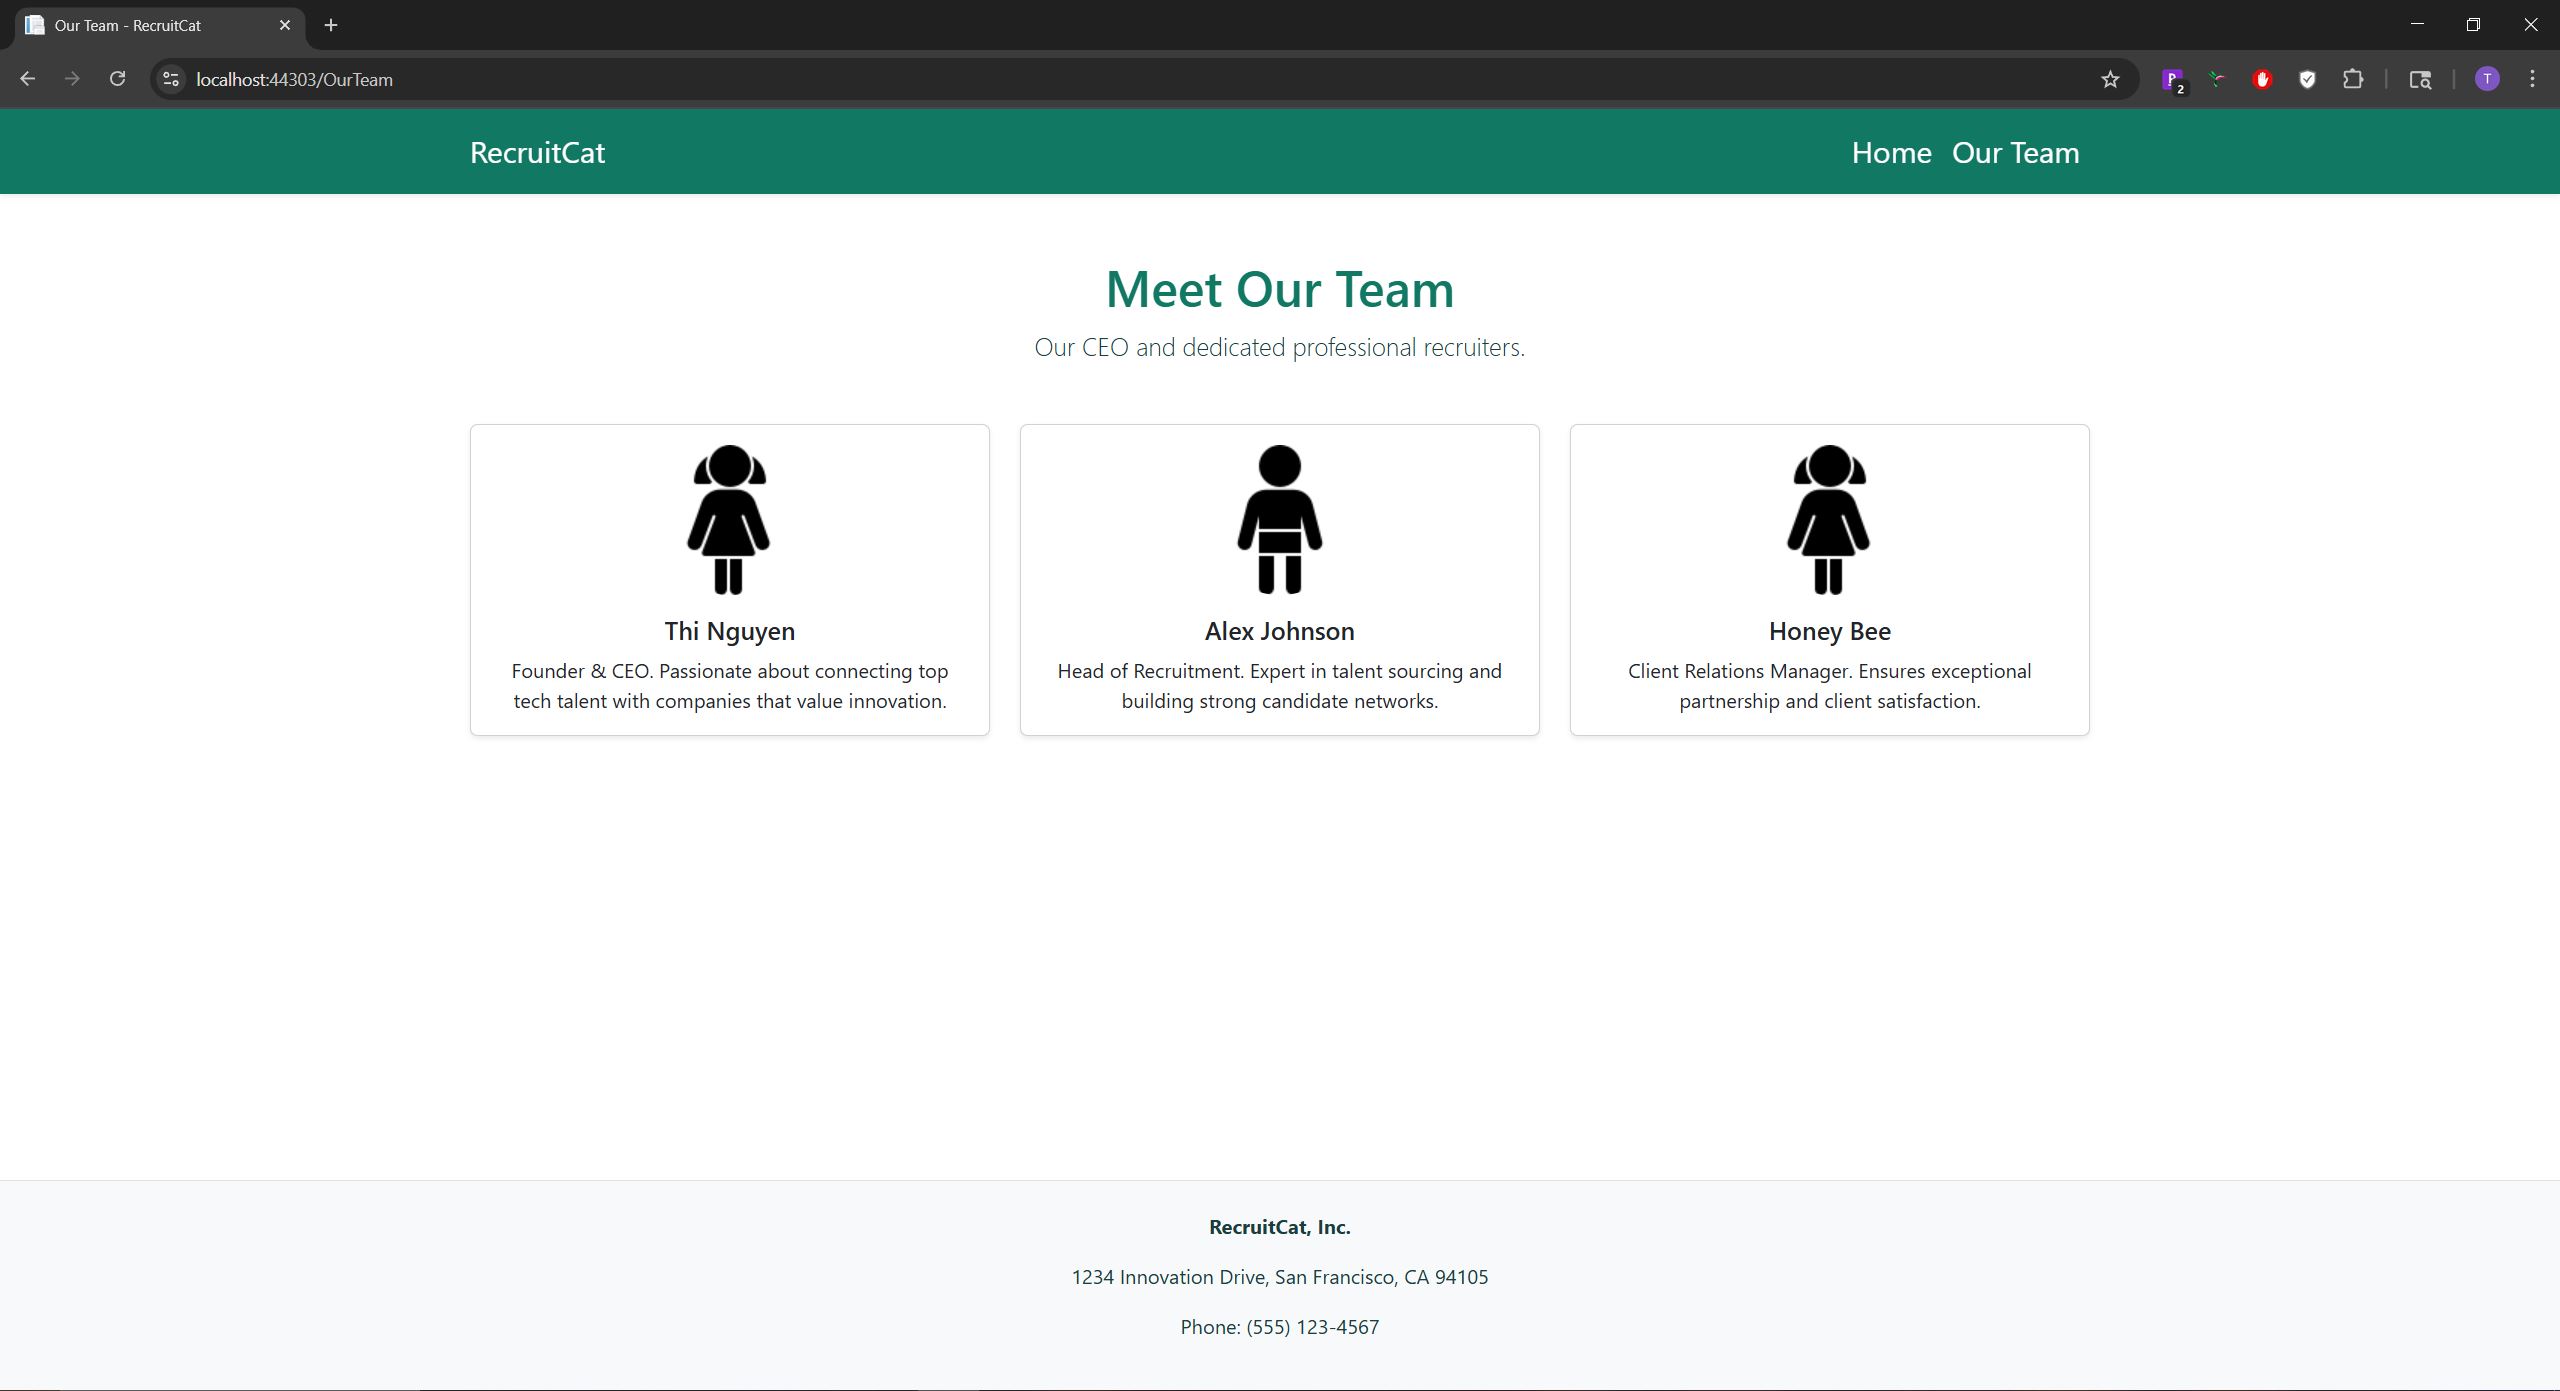 Our Team - RecruitCat
localhost:44303/OurTeam
2
T
RecruitCat
Home Our Team
Meet Our Team
Our CEO and dedicated professional recruiters.
Thi Nguyen
Founder & CEO. Passionate about connecting top
tech talent with companies that value innovation.
Alex Johnson
Head of Recruitment. Expert in talent sourcing and
building strong candidate networks.
Honey Bee
Client Relations Manager. Ensures exceptional
partnership and client satisfaction.
RecruitCat, Inc.
1234 Innovation Drive, San Francisco, CA 94105
Phone: (555) 123-4567